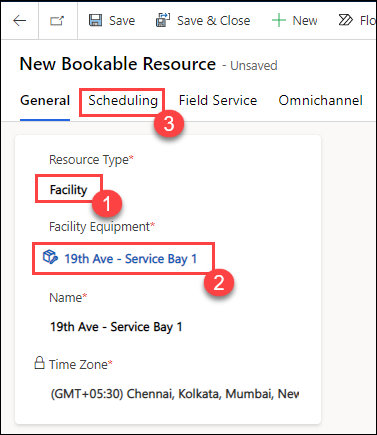 Save Save & Close New Flo
New Bookable Resource - Unsaved
General Scheduling Field Service Omnichannel
3
Resource Type*
Facility
1
Facility Equipment*
19th Ave - Service Bay 1
2
Name*
19th Ave - Service Bay 1
Time Zone*
(GMT+05:30) Chennai, Kolkata, Mumbai, New